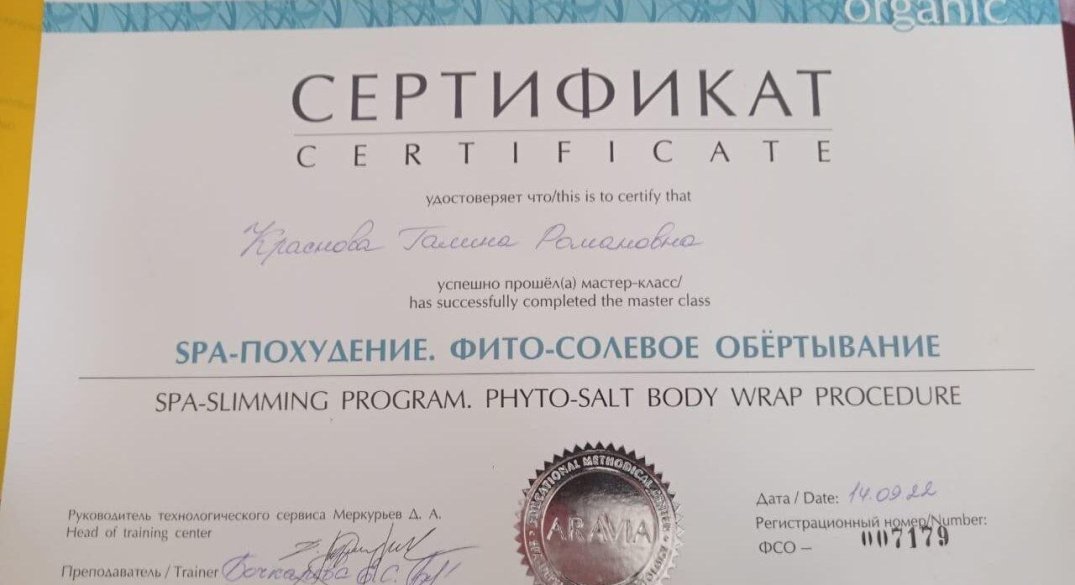 organic
СЕРТИФИКАТ
CERTIFICATE
удостоверяет что/this is to certify that
Краснова Галина Романовна
успешно прошёл(а) мастер-класс/
has successfully completed the master class
SPA-ПОХУДЕНИЕ. ФИТО-СОЛЕВОЕ ОБЁРТЫВАНИЕ
SPA-SLIMMING PROGRAM. PHYTO-SALT BODY WRAP PROCEDURE
Руководитель технологического сервиса Меркурьев Д. А.
Head of training center
Преподаватель / Trainer
EDUCATIONAL METHODICAL CENTER
ARAVIA
Дата / Date: 14.09.22
Регистрационный номер/Number:
ФСО – 007179